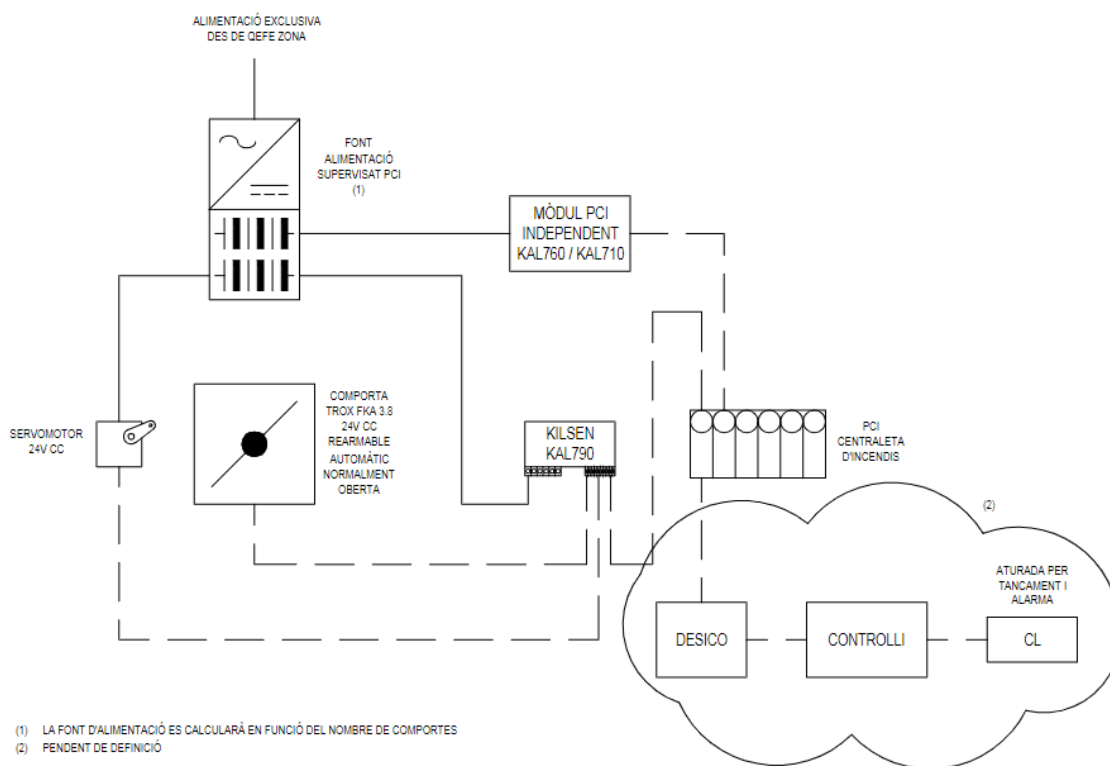 ALIMENTACIÓ EXCLUSIVA
DES DE QEFE ZONA
FONT
ALIMENTACIÓ
SUPERVISAT PCI
(1)
MÒDUL PCI
INDEPENDENT
KAL760 / KAL710
SERVOMOTOR
24V CC
COMPORTA
TROX FKA 3.8
24V CC
REARMABLE
AUTOMÀTIC
NORMALMENT
OBERTA
KILSEN
KAL790
PCI
CENTRALETA
D'INCENDIS
(2)
ATURADA PER
TANCAMENT I
ALARMA
DESICO
CONTROLLI
CL
(1) LA FONT D'ALIMENTACIÓ ES CALCULARÀ EN FUNCIÓ DEL NOMBRE DE COMPORTES
(2) PENDENT DE DEFINICIÓ